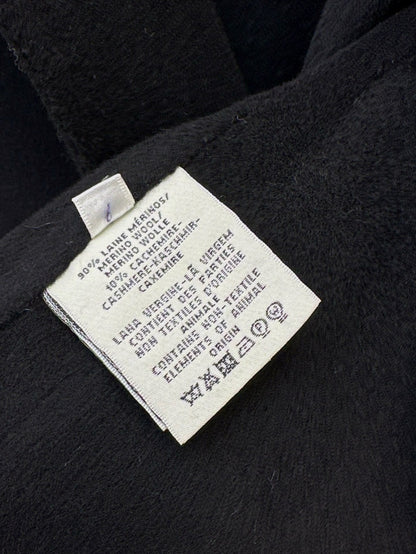 90% LAINE MÉRINOS/
MERINO WOOL/
MERINO WOLLE
10% CACHEMIRE-
CASHMERE-KASCHMIR-
CAXEMIRE
LANA VERGINE-LÃ VIRGEM
CONTIENT DES PARTIES
NON TEXTILES D'ORIGINE
ANIMALE
CONTAINS NON-TEXTILE
ELEMENTS OF ANIMAL
ORIGIN
P W